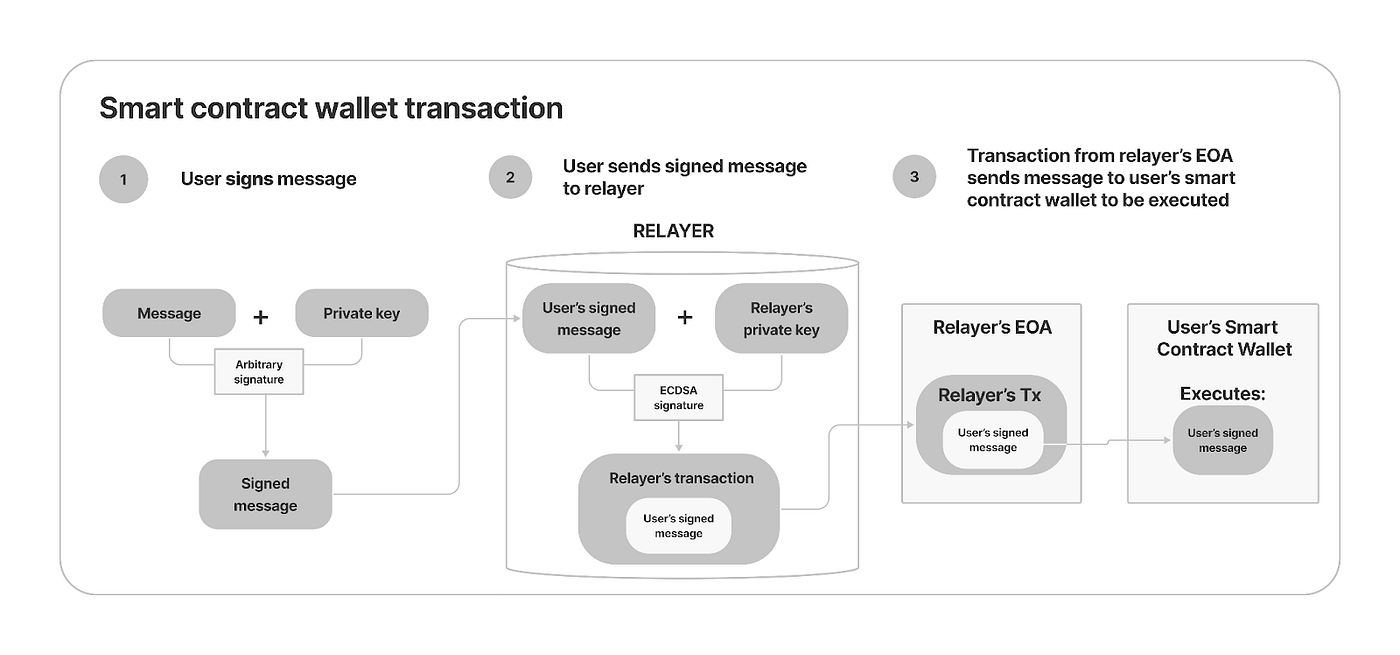 Smart contract wallet transaction
1
User signs message
2
User sends signed message
to relayer
3
Transaction from relayer's EOA
sends message to user's smart
contract wallet to be executed
Message
+
Private key
Arbitrary
signature
Signed
message
RELAYER
User's signed
message
+
Relayer's
private key
ECDSA
signature
Relayer's transaction
User's signed
message
Relayer's EOA
Relayer's Tx
User's signed
message
User's Smart
Contract Wallet
Executes:
User's signed
message